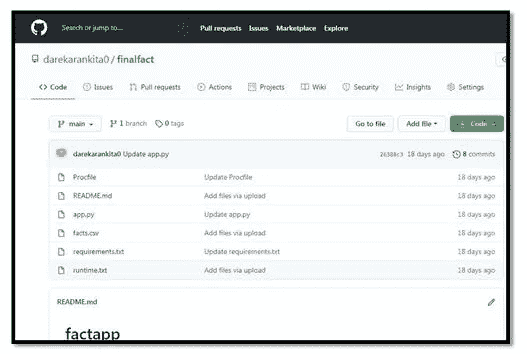 Search or jump to... Pull requests Issues Marketplace Explore
darekarankita0 / finalfact
Code Issues Pull requests Actions Projects Wiki Security Insights Settings
main 1 branch 0 tags Go to file Add file Code
darekarankita0 Update app.py 18 days ago 8 commits
Procfile Update Procfile 18 days ago
README.md Add files via upload 18 days ago
app.py Update app.py 18 days ago
facts.csv Add files via upload 18 days ago
requirements.txt Update requirements.txt 18 days ago
runtime.txt Add files via upload 18 days ago
README.md
factapp